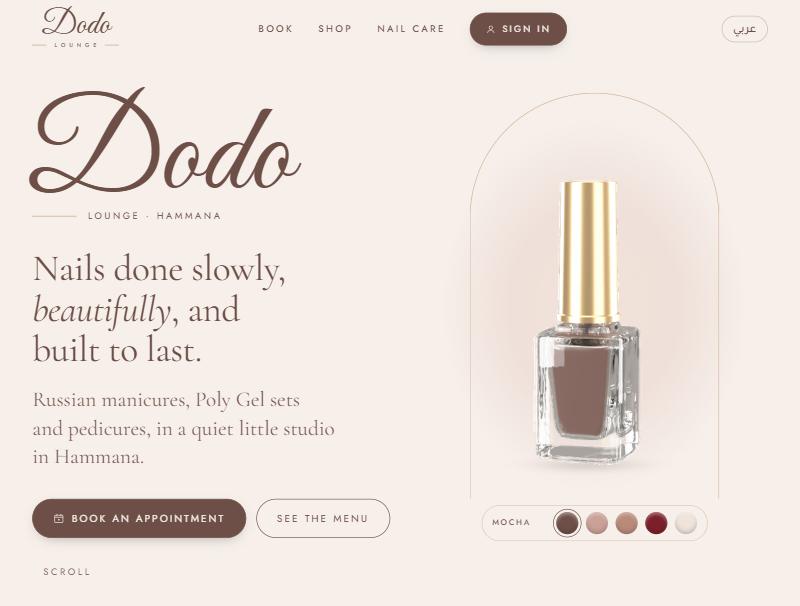 Dodo
LOUNGE
BOOK SHOP NAIL CARE SIGN IN
عربي
Dodo
LOUNGE · HAMMANA
Nails done slowly,
beautifully, and
built to last.
Russian manicures, Poly Gel sets
and pedicures, in a quiet little studio
in Hammana.
BOOK AN APPOINTMENT SEE THE MENU
MOCHA
SCROLL